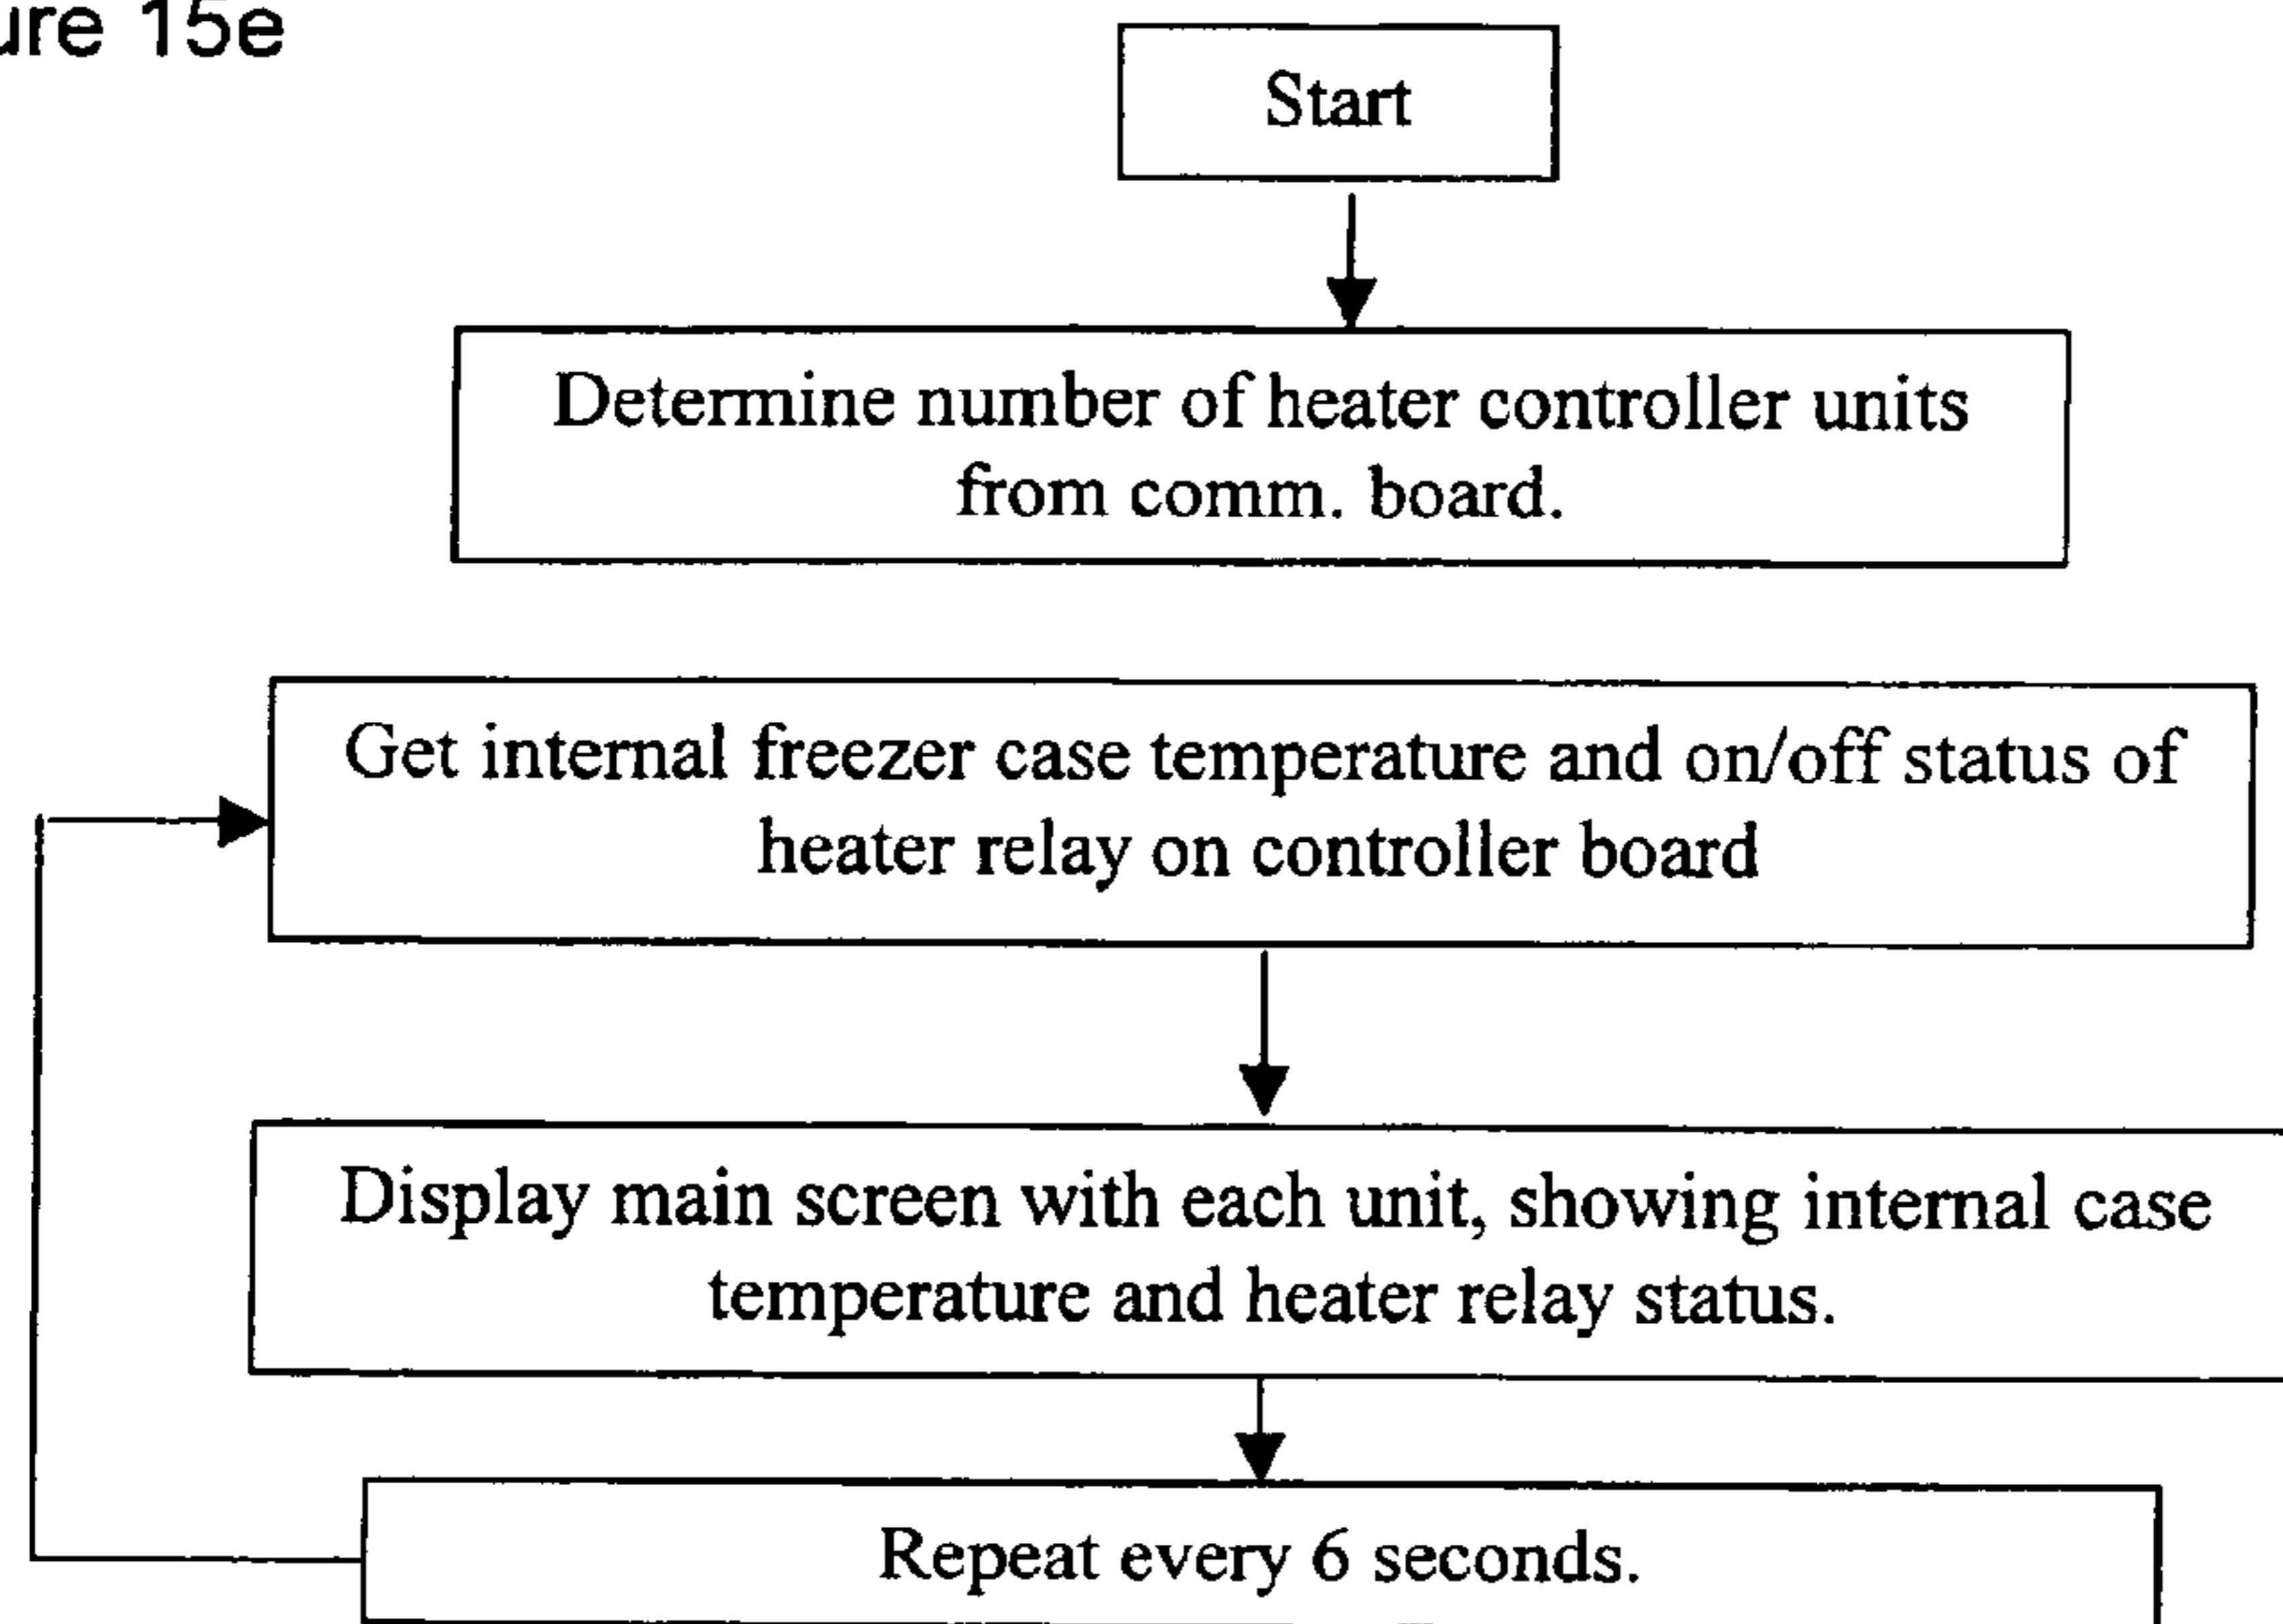 15e
Start
Determine number of heater controller units
from comm. board.
Get internal freezer case temperature and on/off status of
heater relay on controller board
Display main screen with each unit, showing internal case
temperature and heater relay status.
Repeat every 6 seconds.